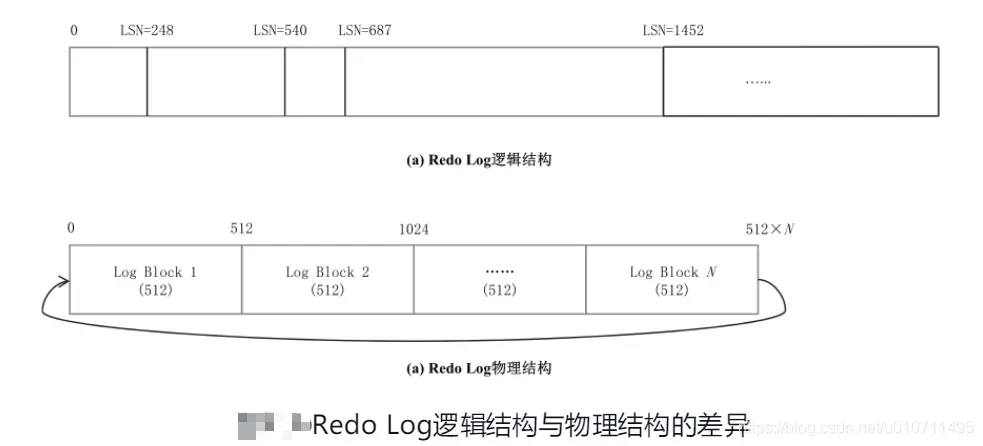 0 LSN=248 LSN=540 LSN=687 LSN=1452
......
(a) Redo Log逻辑结构
0 512 1024 512×N
Log Block 1 Log Block 2 ...... Log Block N
(512) (512) (512) (512)
(a) Redo Log物理结构
Redo Log逻辑结构与物理结构的差异
https://blog.csdn.net/u010711495